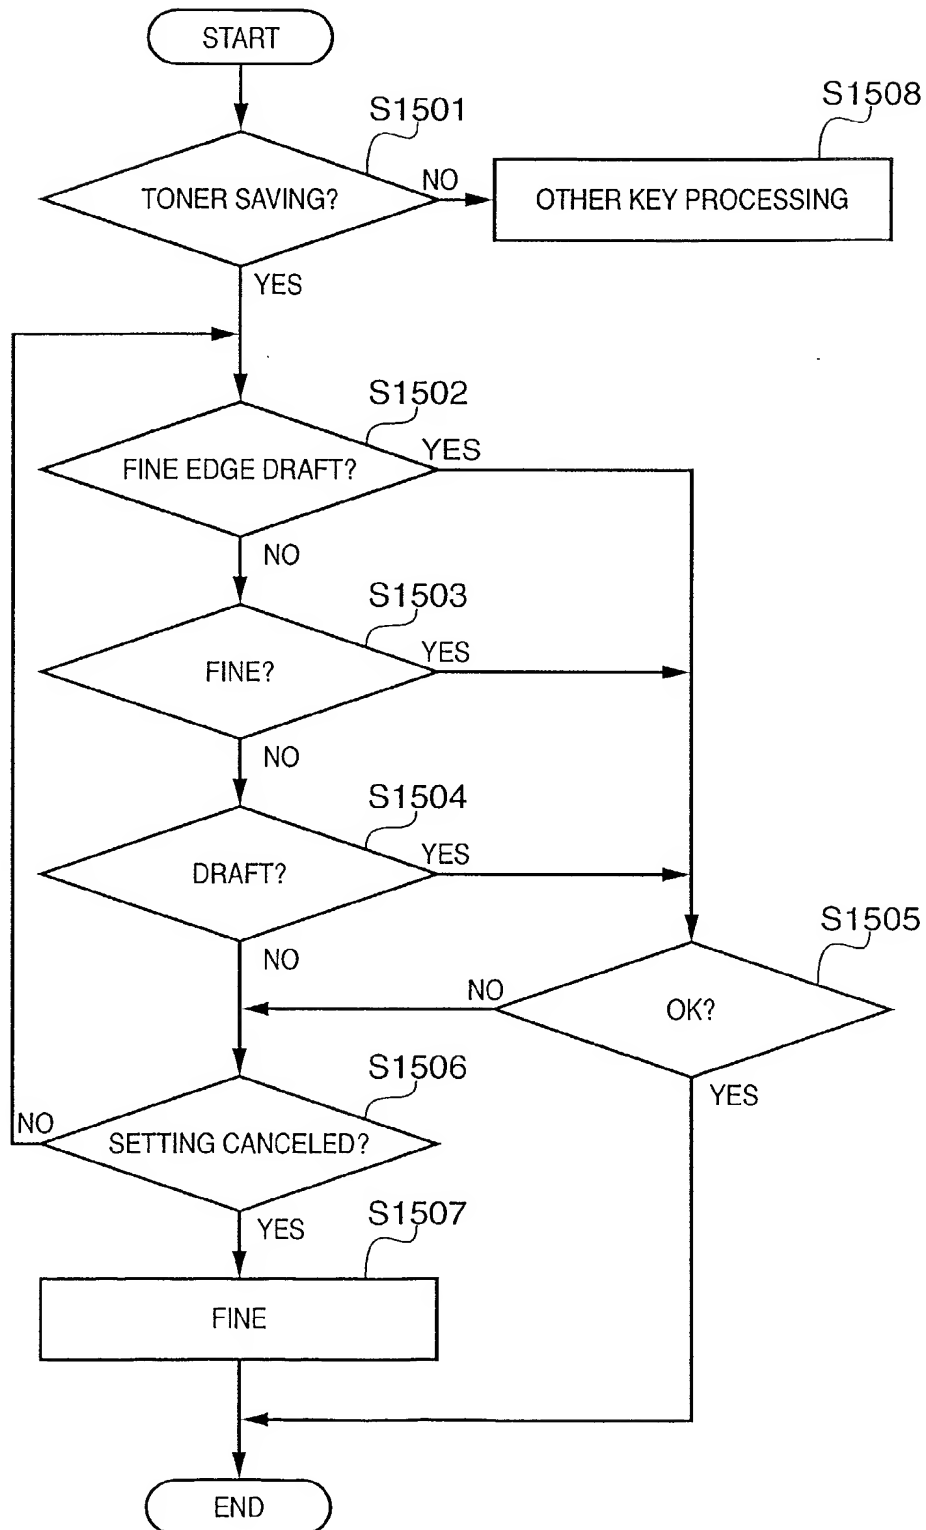 START
S1501
S1508
TONER SAVING?
NO
OTHER KEY PROCESSING
YES
S1502
FINE EDGE DRAFT?
YES
NO
S1503
FINE?
YES
NO
S1504
DRAFT?
YES
NO
S1505
OK?
NO
YES
S1506
SETTING CANCELED?
NO
YES
S1507
FINE
END